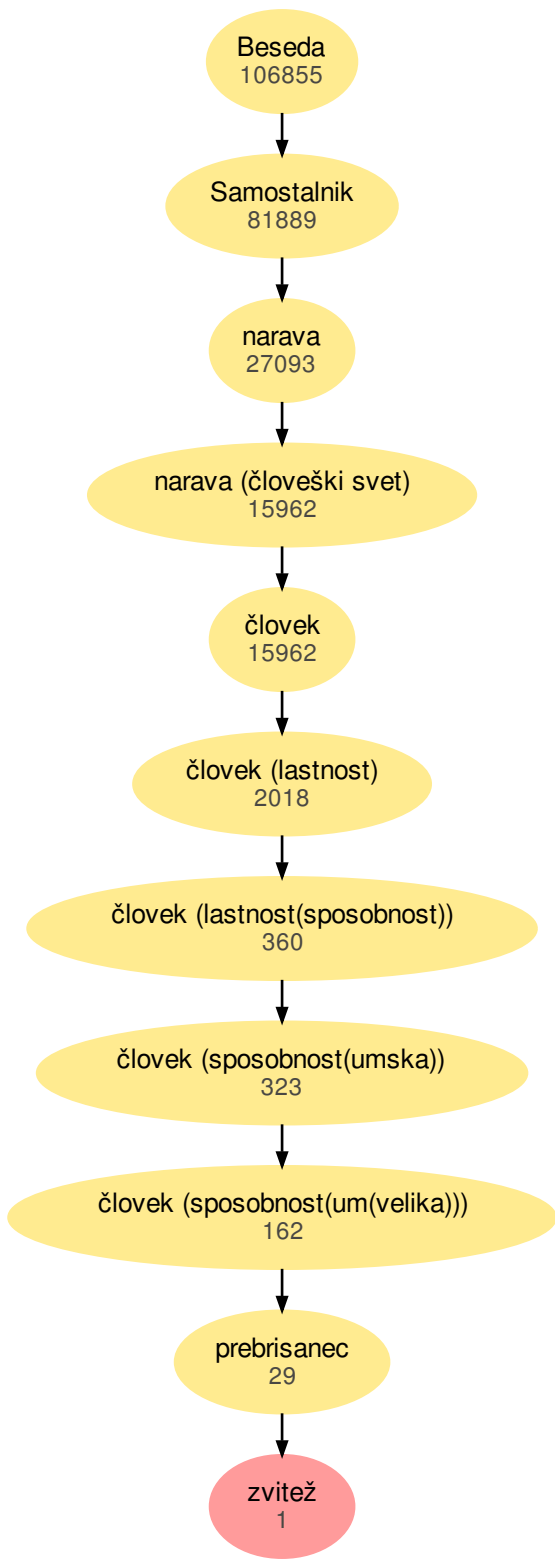 Beseda
106855
Samostalnik
81889
narava
27093
narava (človeški svet)
15962
človek
15962
človek (lastnost)
2018
človek (lastnost(sposobnost))
360
človek (sposobnost(umska))
323
človek (sposobnost(um(velika)))
162
prebrisanec
29
zvitež
1